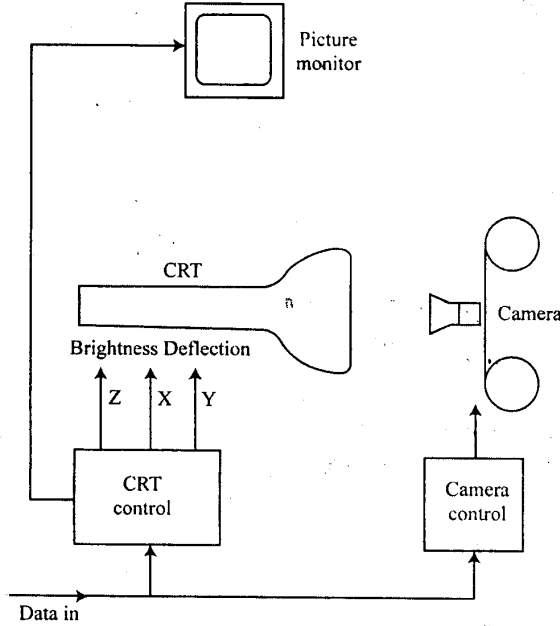 Picture
monitor
CRT
Camera
Brightness Deflection
Z
X
Y
CRT
control
Camera
control
Data in